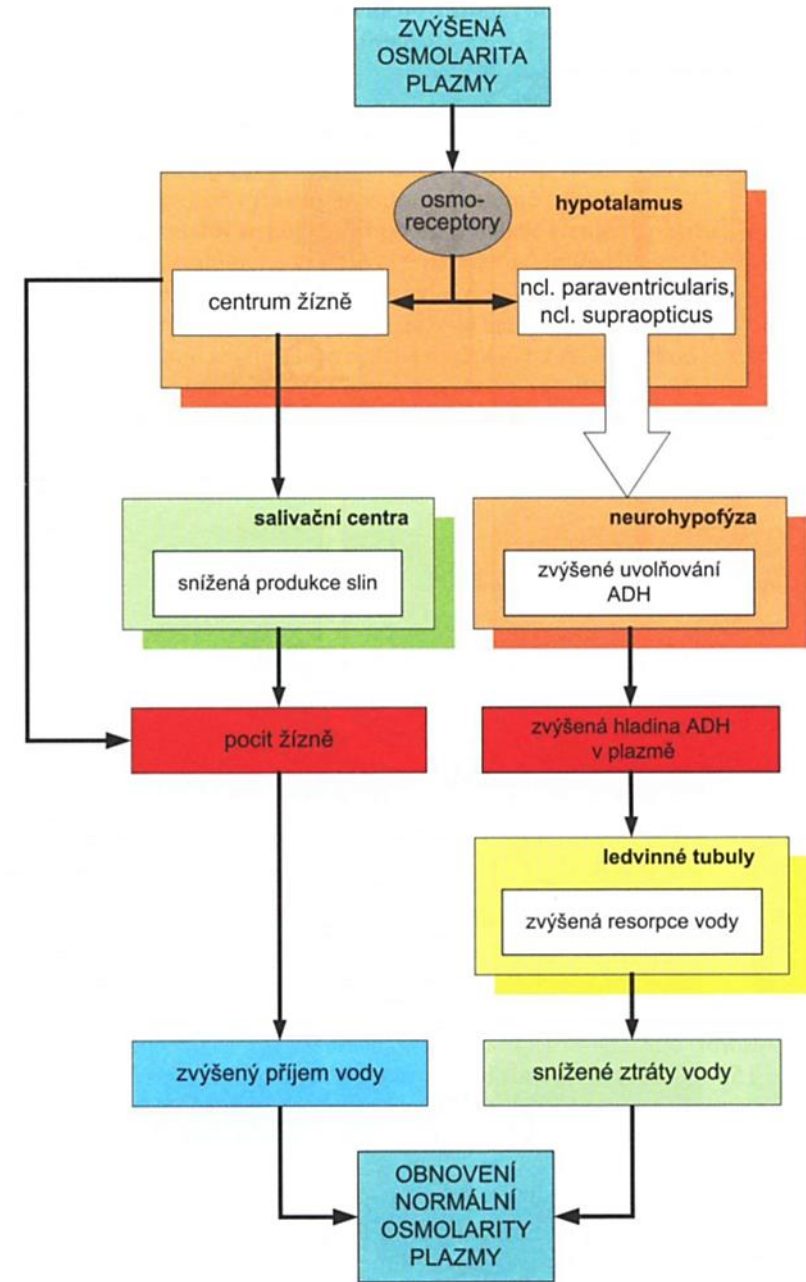 ZVÝŠENÁ
OSMOLARITA
PLAZMY
osmo-
receptory
hypotalamus
centrum žízně
ncl. paraventricularis,
ncl. supraopticus
salivační centra
snížená produkce slin
neurohypofýza
zvýšené uvolňování
ADH
pocit žízně
zvýšená hladina ADH
v plazmě
ledvinné tubuly
zvýšená resorpce vody
zvýšený příjem vody
snížené ztráty vody
OBNOVENÍ
NORMÁLNÍ
OSMOLARITY
PLAZMY